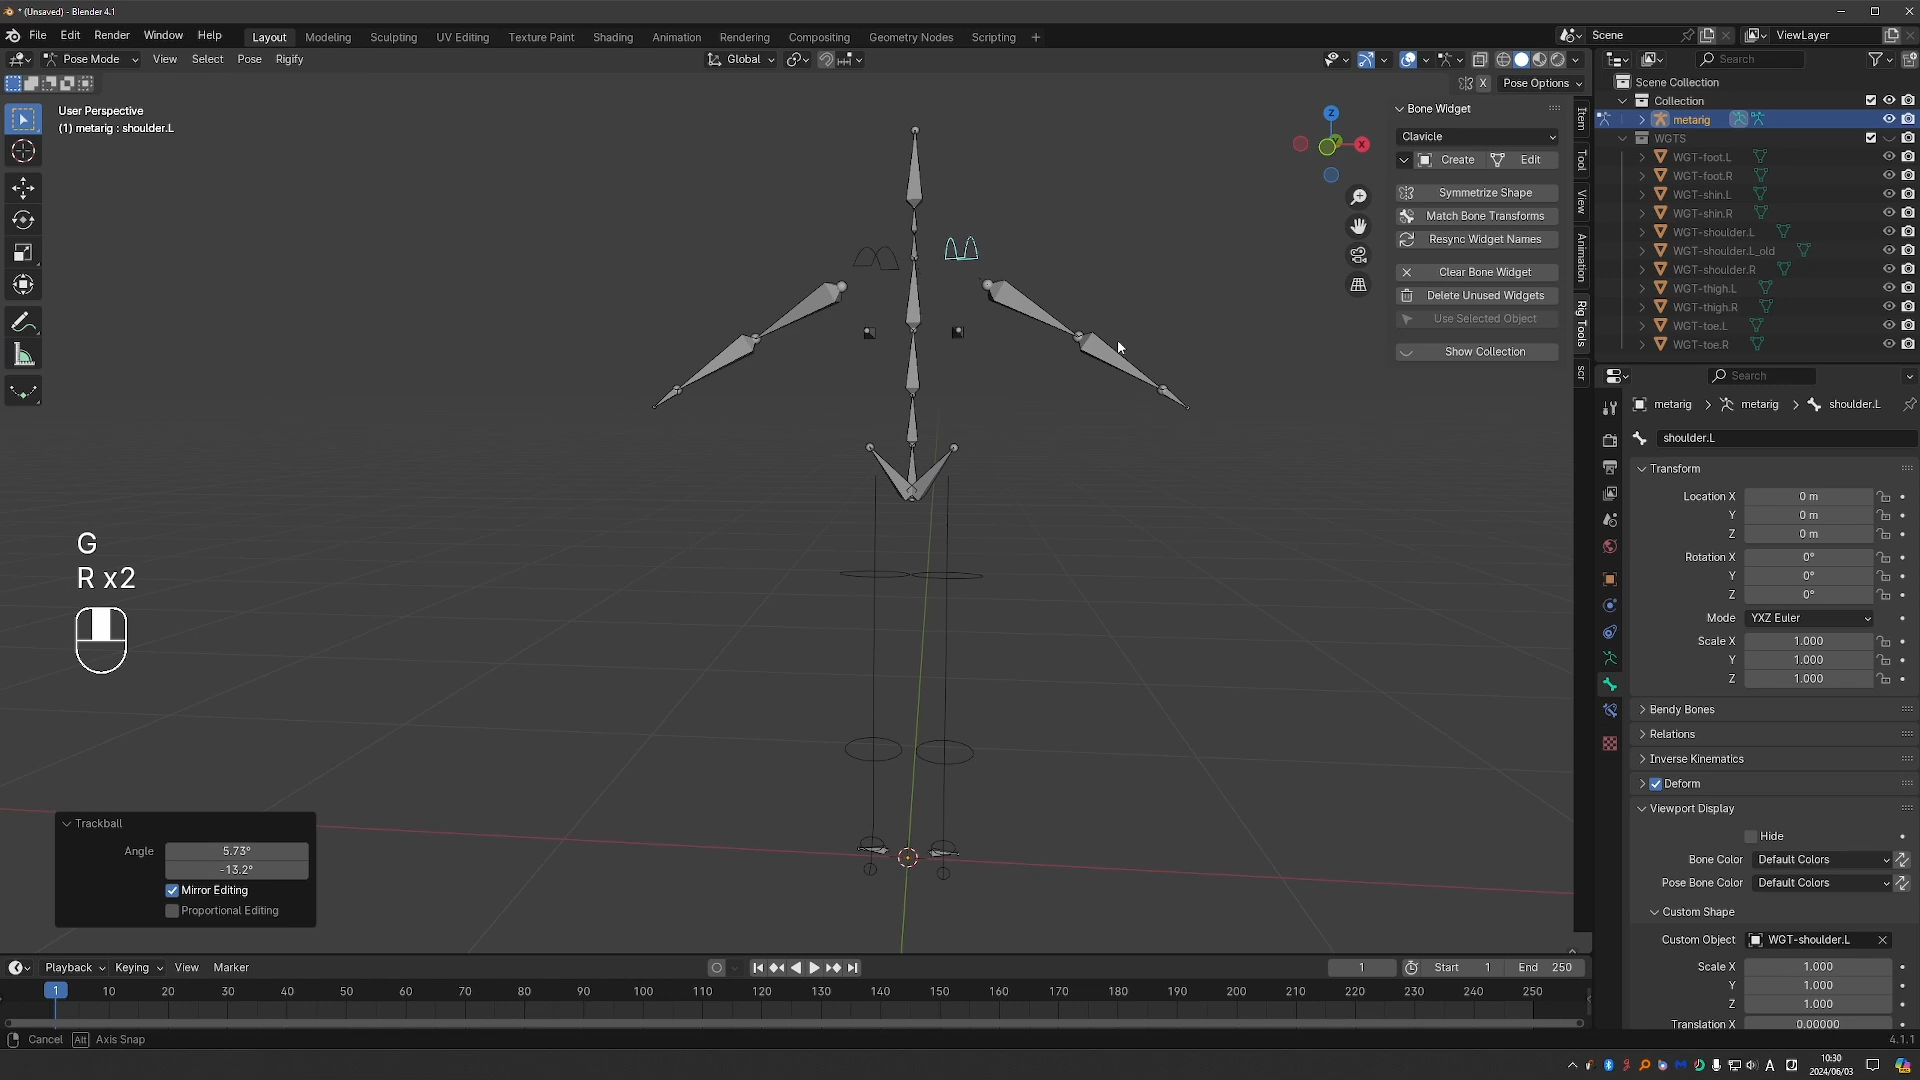 * (Unsaved) - Blender 4.1
File Edit Render Window Help
Layout Modeling Sculpting UV Editing Texture Paint Shading Animation Rendering Compositing Geometry Nodes Scripting +
Scene
ViewLayer
Pose Mode View Select Pose Rigify
Global
Search
X
Pose Options
User Perspective
(1) metarig : shoulder.L
Z
X
Bone Widget
Clavicle
Create
Edit
Symmetrize Shape
Match Bone Transforms
Resync Widget Names
Clear Bone Widget
Delete Unused Widgets
Use Selected Object
Show Collection
Item
Tool
View
Animation
Rig Tools
scr
Scene Collection
Collection
metarig
WGTS
WGT-foot.L
WGT-foot.R
WGT-shin.L
WGT-shin.R
WGT-shoulder.L
WGT-shoulder.L_old
WGT-shoulder.R
WGT-thigh.L
WGT-thigh.R
WGT-toe.L
WGT-toe.R
Search
metarig > metarig > shoulder.L
shoulder.L
Transform
Location X 0 m
Y 0 m
Z 0 m
Rotation X 0°
Y 0°
Z 0°
Mode YXZ Euler
Scale X 1.000
Y 1.000
Z 1.000
Bendy Bones
Relations
Inverse Kinematics
Deform
Viewport Display
Hide
Bone Color Default Colors
Pose Bone Color Default Colors
Custom Shape
Custom Object WGT-shoulder.L
Scale X 1.000
Y 1.000
Z 1.000
Translation X 0.00000
G
R x2
Trackball
Angle 5.73°
-13.2°
Mirror Editing
Proportional Editing
Playback Keying View Marker
1 Start 1 End 250
1 10 20 30 40 50 60 70 80 90 100 110 120 130 140 150 160 170 180 190 200 210 220 230 240 250
Cancel Alt Axis Snap
4.1.1
A
10:30
2024/06/03